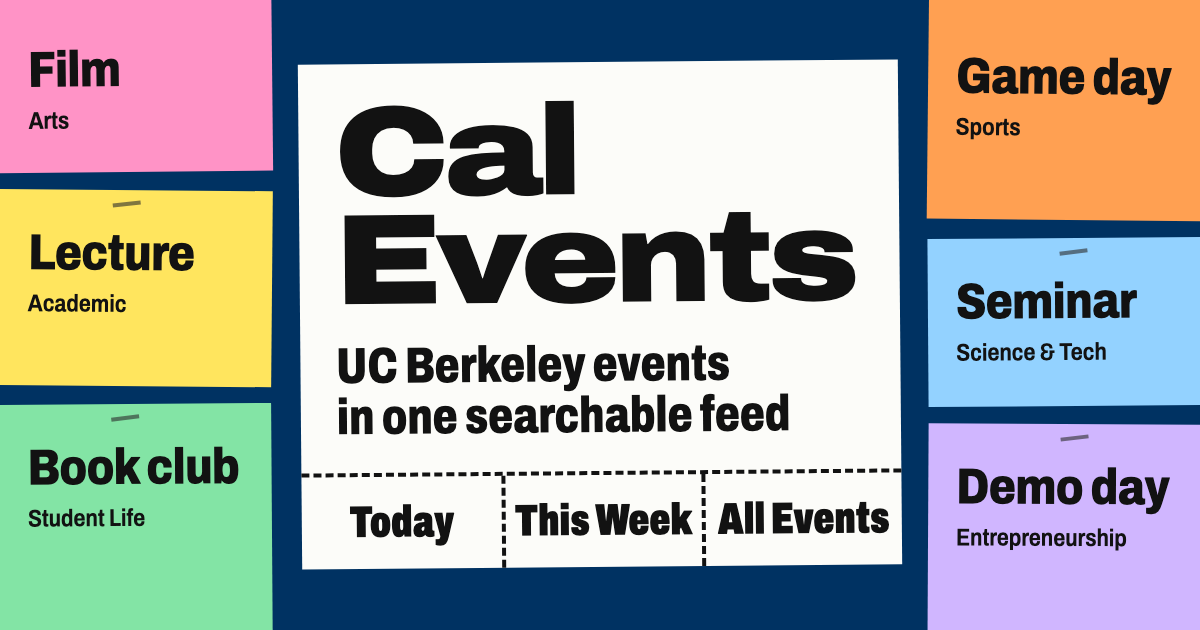 Film
Arts
Lecture
Academic
Book club
Student Life
Cal
Events
UC Berkeley events
in one searchable feed
Today
This Week
All Events
Game day
Sports
Seminar
Science & Tech
Demo day
Entrepreneurship